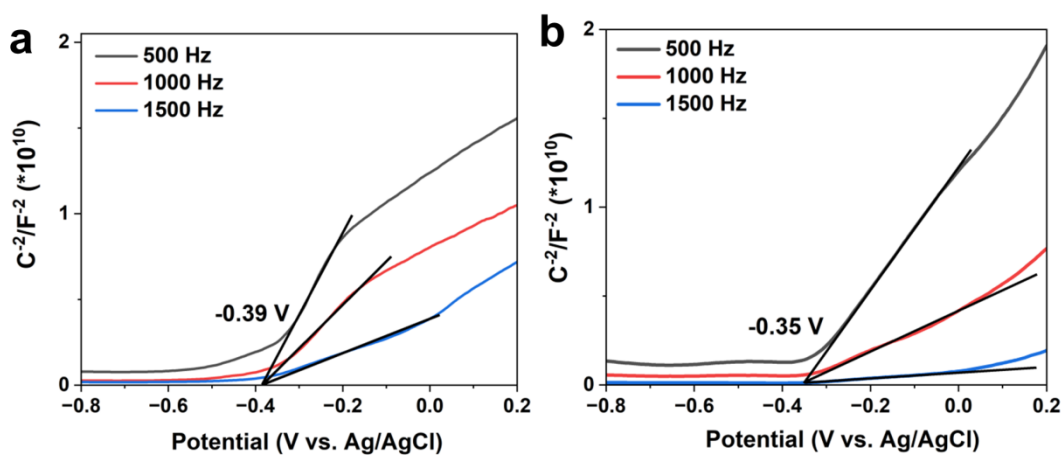 a
500 Hz
1000 Hz
1500 Hz
-0.39 V
C⁻²/F⁻² (*10¹⁰)
2
1
0
−0.8 −0.6 −0.4 −0.2 0.0 0.2
Potential (V vs. Ag/AgCl)
b
500 Hz
1000 Hz
1500 Hz
-0.35 V
C⁻²/F⁻² (*10¹⁰)
2
1
0
−0.8 −0.6 −0.4 −0.2 0.0 0.2
Potential (V vs. Ag/AgCl)